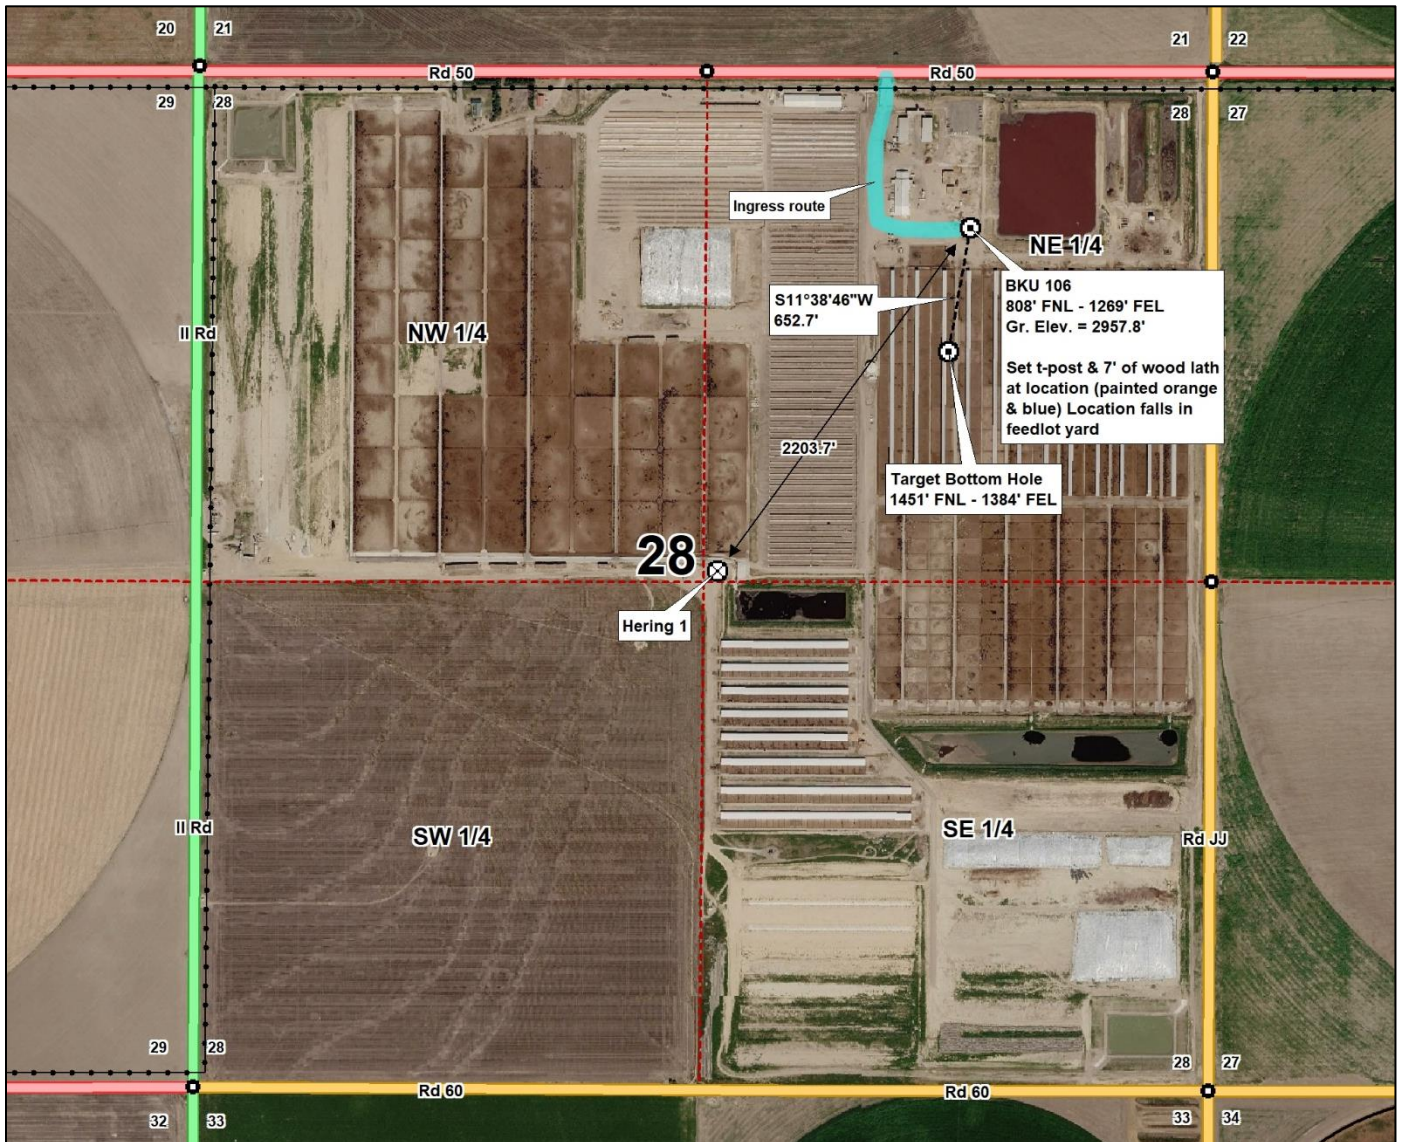 20 21
21 22
Rd 50
Rd 50
29 28
28 27
Ingress route
NE 1/4
BKU 106
808' FNL - 1269' FEL
Gr. Elev. = 2957.8'
Set t-post & 7' of wood lath
at location (painted orange
& blue) Location falls in
feedlot yard
S11°38'46"W
652.7'
II Rd
NW 1/4
2203.7'
Target Bottom Hole
1451' FNL - 1384' FEL
28
Hering 1
II Rd
SW 1/4
SE 1/4
Rd JJ
29 28
28 27
Rd 60
Rd 60
32 33
33 34